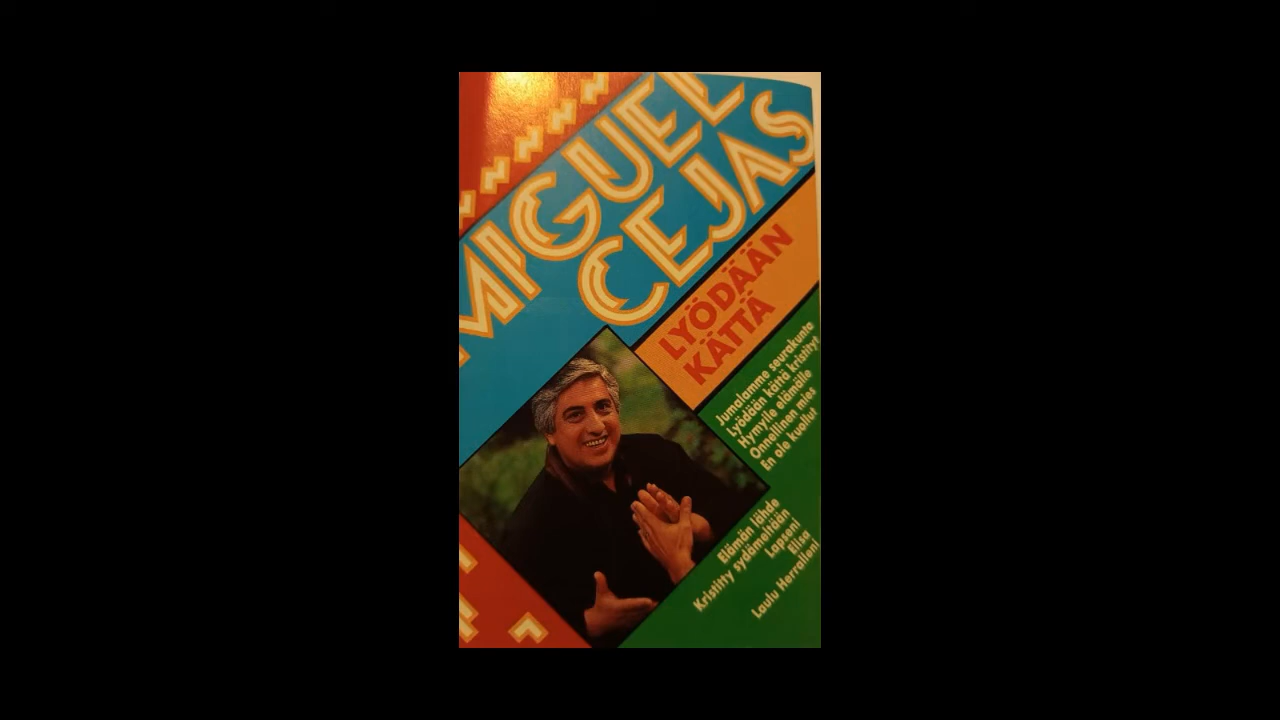 MIGUEL
CEJAS
LYÖDÄÄN
KÄTTÄ
Jumalamme seurakunta
Lyödään kättä kristityt
Hymyile elämälle
Onnellinen mies
En ole kuollut
Elämän lähde
Kristitty sydämeltään
Lapseni
Elisa
Laulu Herralleni